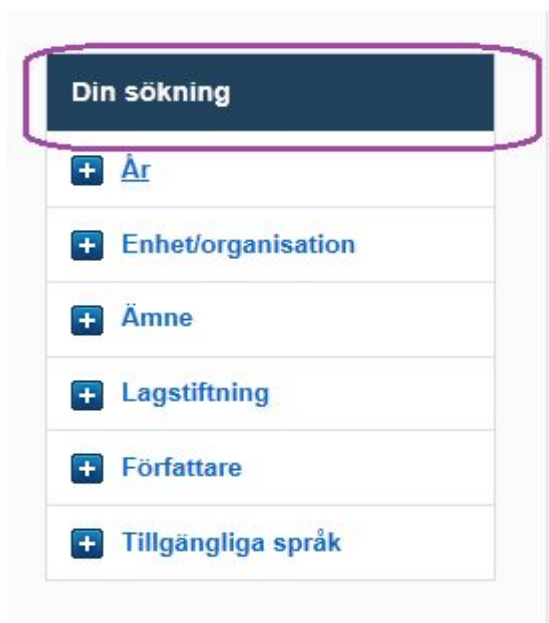 Din sökning
År
Enhet/organisation
Ämne
Lagstiftning
Författare
Tillgängliga språk